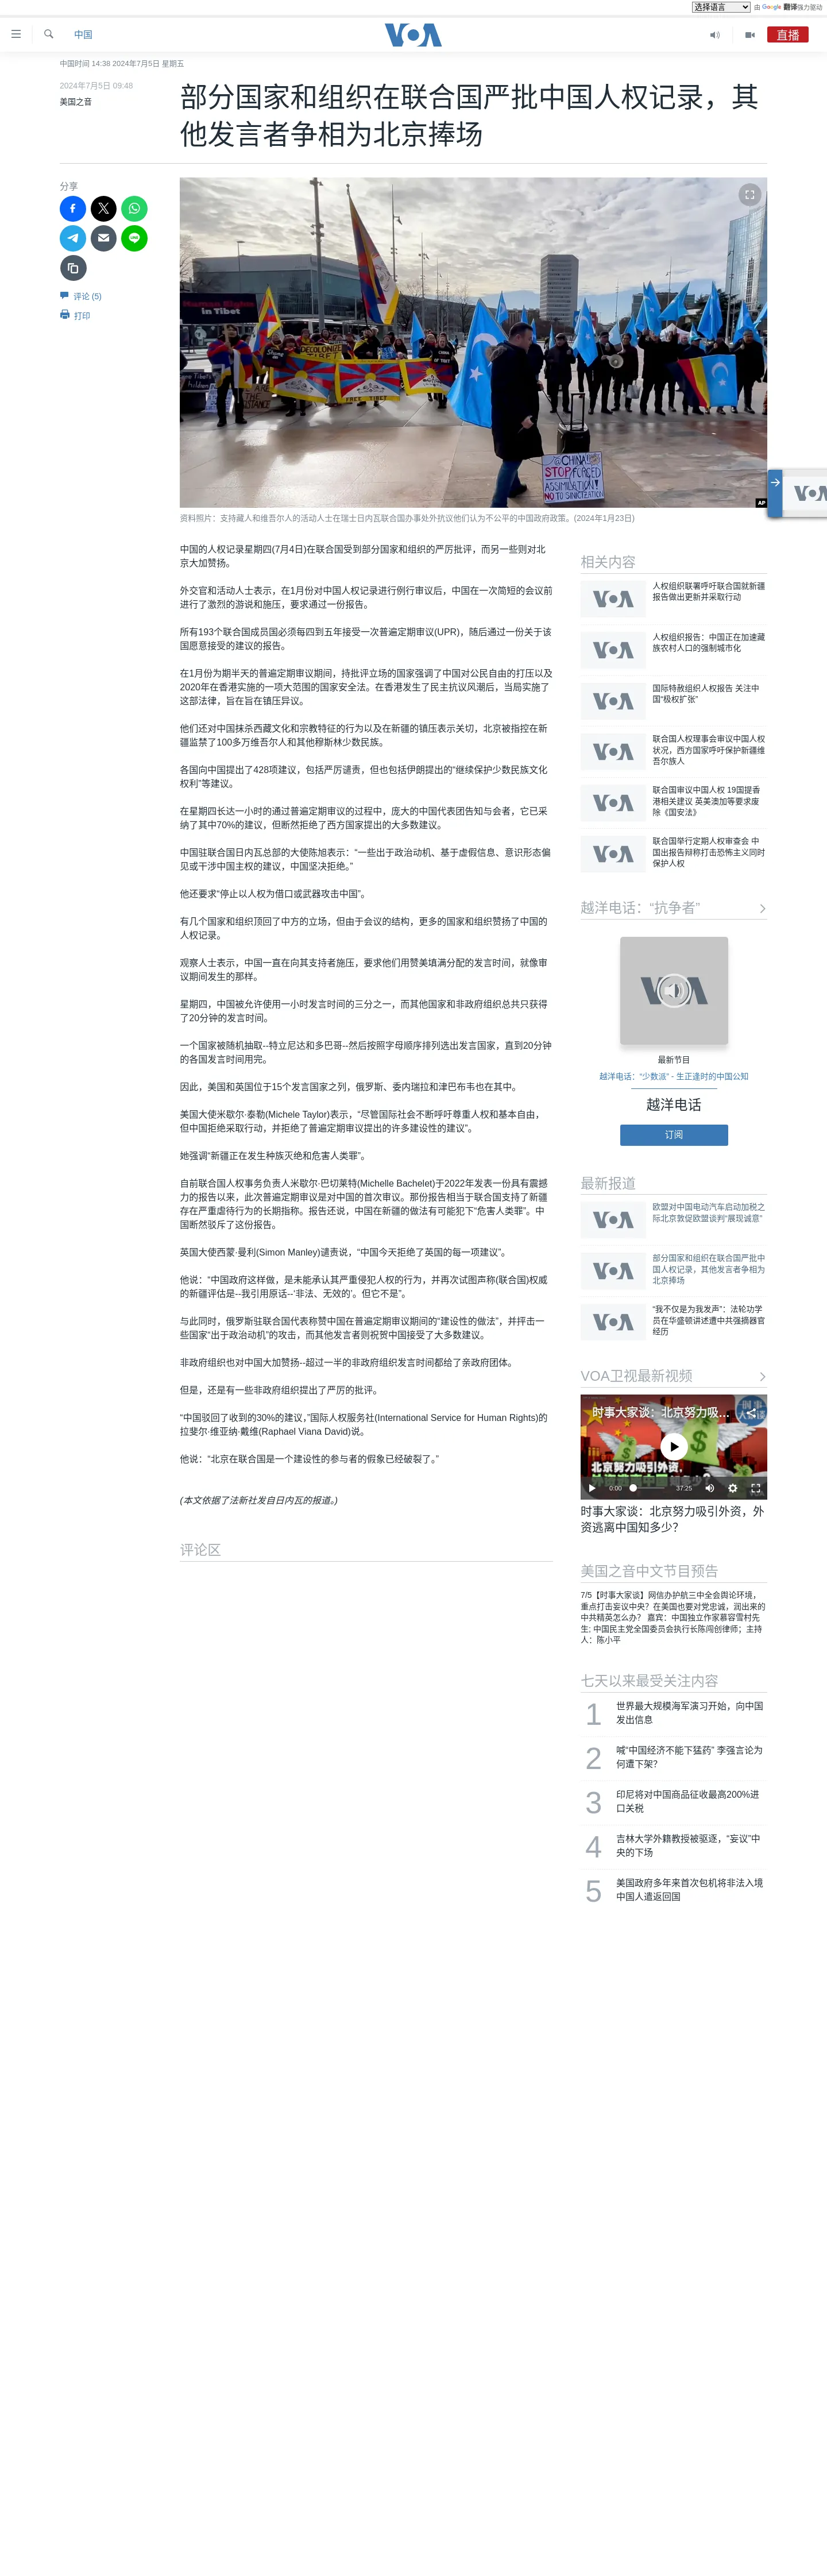 选择语言 由 Google 翻译强力驱动
中国
VOA
直播
中国时间 14:38 2024年7月5日 星期五
2024年7月5日 09:48
美国之音
部分国家和组织在联合国严批中国人权记录，其
他发言者争相为北京捧场
分享
评论 (5)
打印
Human Rights
in Tibet
DECOLONIZE
TIBET
FREE TIBET
CHINA
OUT OF
TIBET
CHINA!
STOP FORCED
ASSIMILATION!
NO TO SINICIZATION
AP
资料照片：支持藏人和维吾尔人的活动人士在瑞士日内瓦联合国办事处外抗议他们认为不公平的中国政府政策。(2024年1月23日)
中国的人权记录星期四(7月4日)在联合国受到部分国家和组织的严厉批评，而另一些则对北
京大加赞扬。
外交官和活动人士表示，在1月份对中国人权记录进行例行审议后，中国在一次简短的会议前
进行了激烈的游说和施压，要求通过一份报告。
所有193个联合国成员国必须每四到五年接受一次普遍定期审议(UPR)，随后通过一份关于该
国愿意接受的建议的报告。
在1月份为期半天的普遍定期审议期间，持批评立场的国家强调了中国对公民自由的打压以及
2020年在香港实施的一项大范围的国家安全法。在香港发生了民主抗议风潮后，当局实施了
这部法律，旨在旨在镇压异议。
他们还对中国抹杀西藏文化和宗教特征的行为以及在新疆的镇压表示关切，北京被指控在新
疆监禁了100多万维吾尔人和其他穆斯林少数民族。
各国向中国提出了428项建议，包括严厉谴责，但也包括伊朗提出的“继续保护少数民族文化
权利”等建议。
在星期四长达一小时的通过普遍定期审议的过程中，庞大的中国代表团告知与会者，它已采
纳了其中70%的建议，但断然拒绝了西方国家提出的大多数建议。
中国驻联合国日内瓦总部的大使陈旭表示：“一些出于政治动机、基于虚假信息、意识形态偏
见或干涉中国主权的建议，中国坚决拒绝。”
他还要求“停止以人权为借口或武器攻击中国”。
有几个国家和组织顶回了中方的立场，但由于会议的结构，更多的国家和组织赞扬了中国的
人权记录。
观察人士表示，中国一直在向其支持者施压，要求他们用赞美填满分配的发言时间，就像审
议期间发生的那样。
星期四，中国被允许使用一小时发言时间的三分之一，而其他国家和非政府组织总共只获得
了20分钟的发言时间。
一个国家被随机抽取--特立尼达和多巴哥--然后按照字母顺序排列选出发言国家，直到20分钟
的各国发言时间用完。
因此，美国和英国位于15个发言国家之列，俄罗斯、委内瑞拉和津巴布韦也在其中。
美国大使米歇尔·泰勒(Michele Taylor)表示，“尽管国际社会不断呼吁尊重人权和基本自由，
但中国拒绝采取行动，并拒绝了普遍定期审议提出的许多建设性的建议”。
她强调“新疆正在发生种族灭绝和危害人类罪”。
自前联合国人权事务负责人米歇尔·巴切莱特(Michelle Bachelet)于2022年发表一份具有震撼
力的报告以来，此次普遍定期审议是对中国的首次审议。那份报告相当于联合国支持了新疆
存在严重虐待行为的长期指称。报告还说，中国在新疆的做法有可能犯下“危害人类罪”。中
国断然驳斥了这份报告。
英国大使西蒙·曼利(Simon Manley)谴责说，“中国今天拒绝了英国的每一项建议”。
他说：“中国政府这样做，是未能承认其严重侵犯人权的行为，并再次试图声称(联合国)权威
的新疆评估是--我引用原话--‘非法、无效的’。但它不是”。
与此同时，俄罗斯驻联合国代表称赞中国在普遍定期审议期间的“建设性的做法”，并抨击一
些国家“出于政治动机”的攻击，而其他发言者则祝贺中国接受了大多数建议。
非政府组织也对中国大加赞扬--超过一半的非政府组织发言时间都给了亲政府团体。
但是，还是有一些非政府组织提出了严厉的批评。
“中国驳回了收到的30%的建议，”国际人权服务社(International Service for Human Rights)的
拉斐尔·维亚纳·戴维(Raphael Viana David)说。
他说：“北京在联合国是一个建设性的参与者的假象已经破裂了。”
(本文依据了法新社发自日内瓦的报道。)
评论区
相关内容
VOA 人权组织联署呼吁联合国就新疆
报告做出更新并采取行动
VOA 人权组织报告：中国正在加速藏
族农村人口的强制城市化
VOA 国际特赦组织人权报告 关注中
国“极权扩张”
VOA 联合国人权理事会审议中国人权
状况，西方国家呼吁保护新疆维
吾尔族人
VOA 联合国审议中国人权 19国提香
港相关建议 英美澳加等要求废
除《国安法》
VOA 联合国举行定期人权审查会 中
国出报告辩称打击恐怖主义同时
保护人权
越洋电话：“抗争者”
VOA
最新节目
越洋电话：“少数派” - 生正逢时的中国公知
越洋电话
订阅
最新报道
VOA 欧盟对中国电动汽车启动加税之
际北京敦促欧盟谈判“展现诚意”
VOA 部分国家和组织在联合国严批中
国人权记录，其他发言者争相为
北京捧场
VOA “我不仅是为我发声”：法轮功学
员在华盛顿讲述遭中共强摘器官
经历
VOA卫视最新视频
时事大家谈：北京努力吸...
北京努力吸引外资，
外资逃离中国知多少？
0:00 37:25
时事大家谈：北京努力吸引外资，外
资逃离中国知多少？
美国之音中文节目预告
7/5【时事大家谈】网信办护航三中全会舆论环境，
重点打击妄议中央？在美国也要对党忠诚，润出来的
中共精英怎么办？ 嘉宾：中国独立作家慕容雪村先
生; 中国民主党全国委员会执行长陈闯创律师；主持
人：陈小平
七天以来最受关注内容
1 世界最大规模海军演习开始，向中国
发出信息
2 喊“中国经济不能下猛药” 李强言论为
何遭下架？
3 印尼将对中国商品征收最高200%进
口关税
4 吉林大学外籍教授被驱逐，“妄议”中
央的下场
5 美国政府多年来首次包机将非法入境
中国人遣返回国